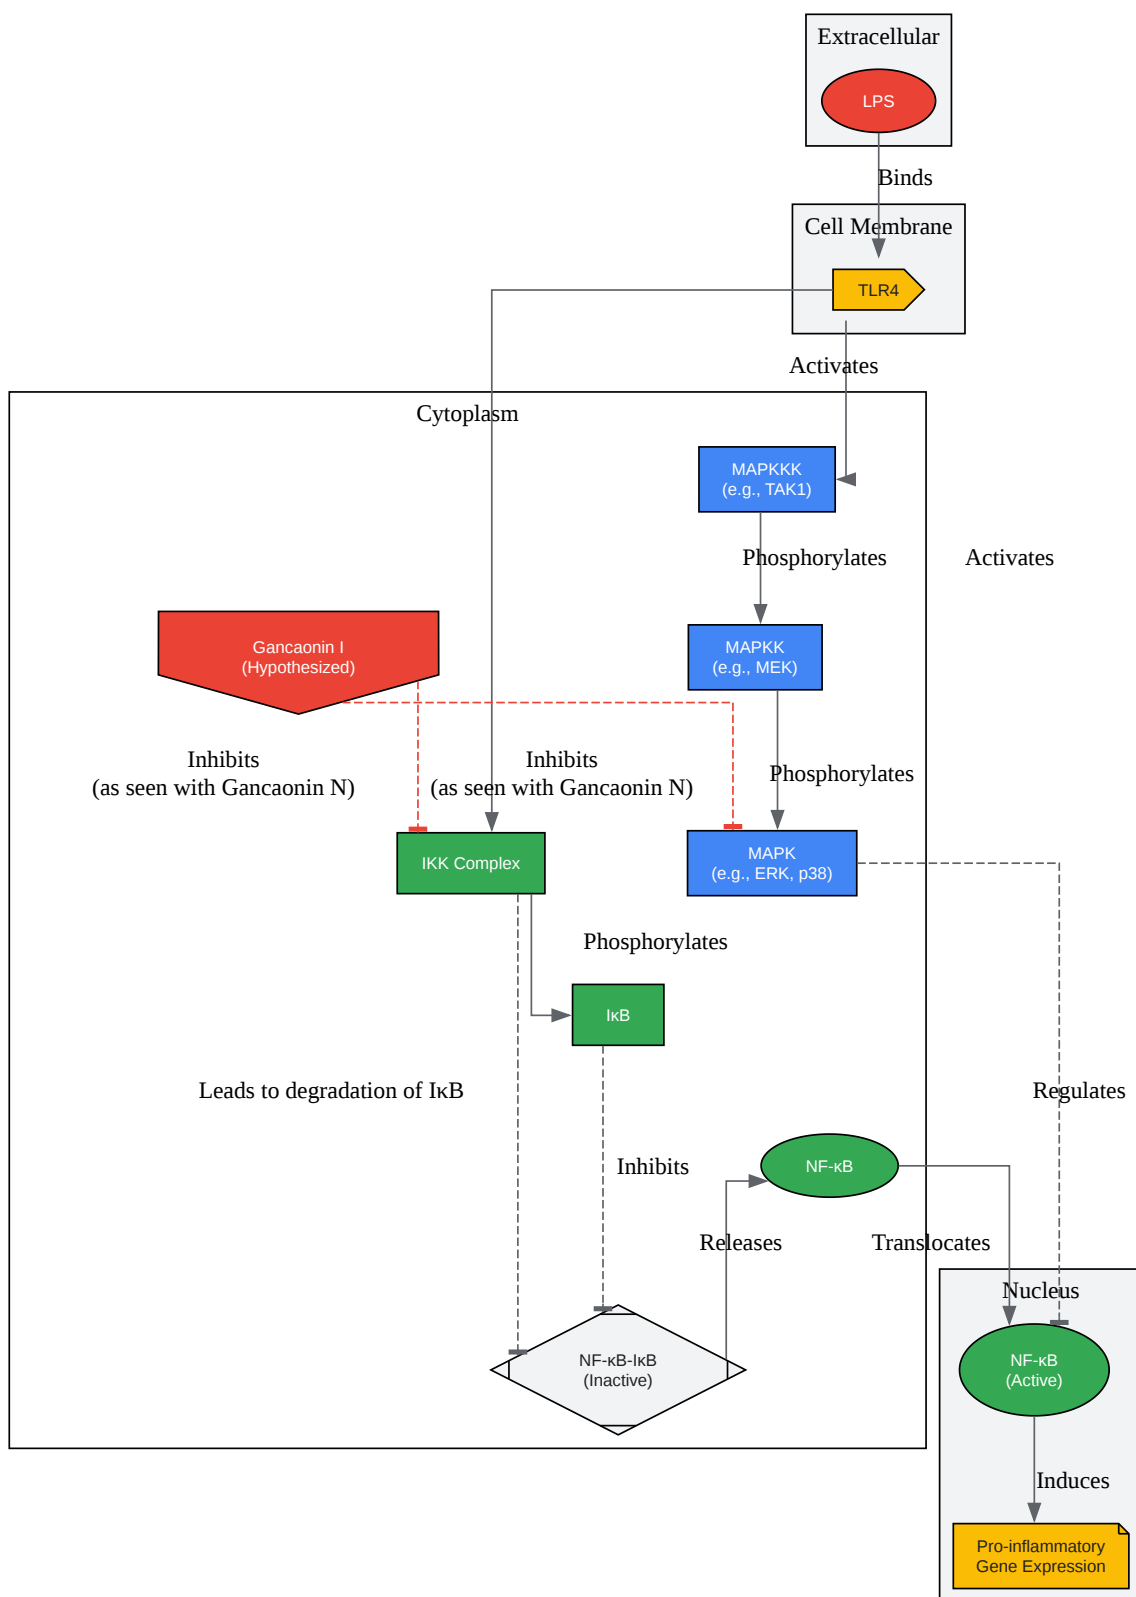 Extracellular
LPS
Binds
Cell Membrane
TLR4
Activates
Cytoplasm
MAPKKK
(e.g., TAK1)
Phosphorylates
Activates
Gancaonin I
(Hypothesized)
MAPKK
(e.g., MEK)
Inhibits
(as seen with Gancaonin N)
Inhibits
(as seen with Gancaonin N)
Phosphorylates
IKK Complex
MAPK
(e.g., ERK, p38)
Phosphorylates
IκB
Leads to degradation of IκB
Regulates
Inhibits
NF-κB
Releases
Translocates
Nucleus
NF-κB-IκB
(Inactive)
NF-κB
(Active)
Induces
Pro-inflammatory
Gene Expression